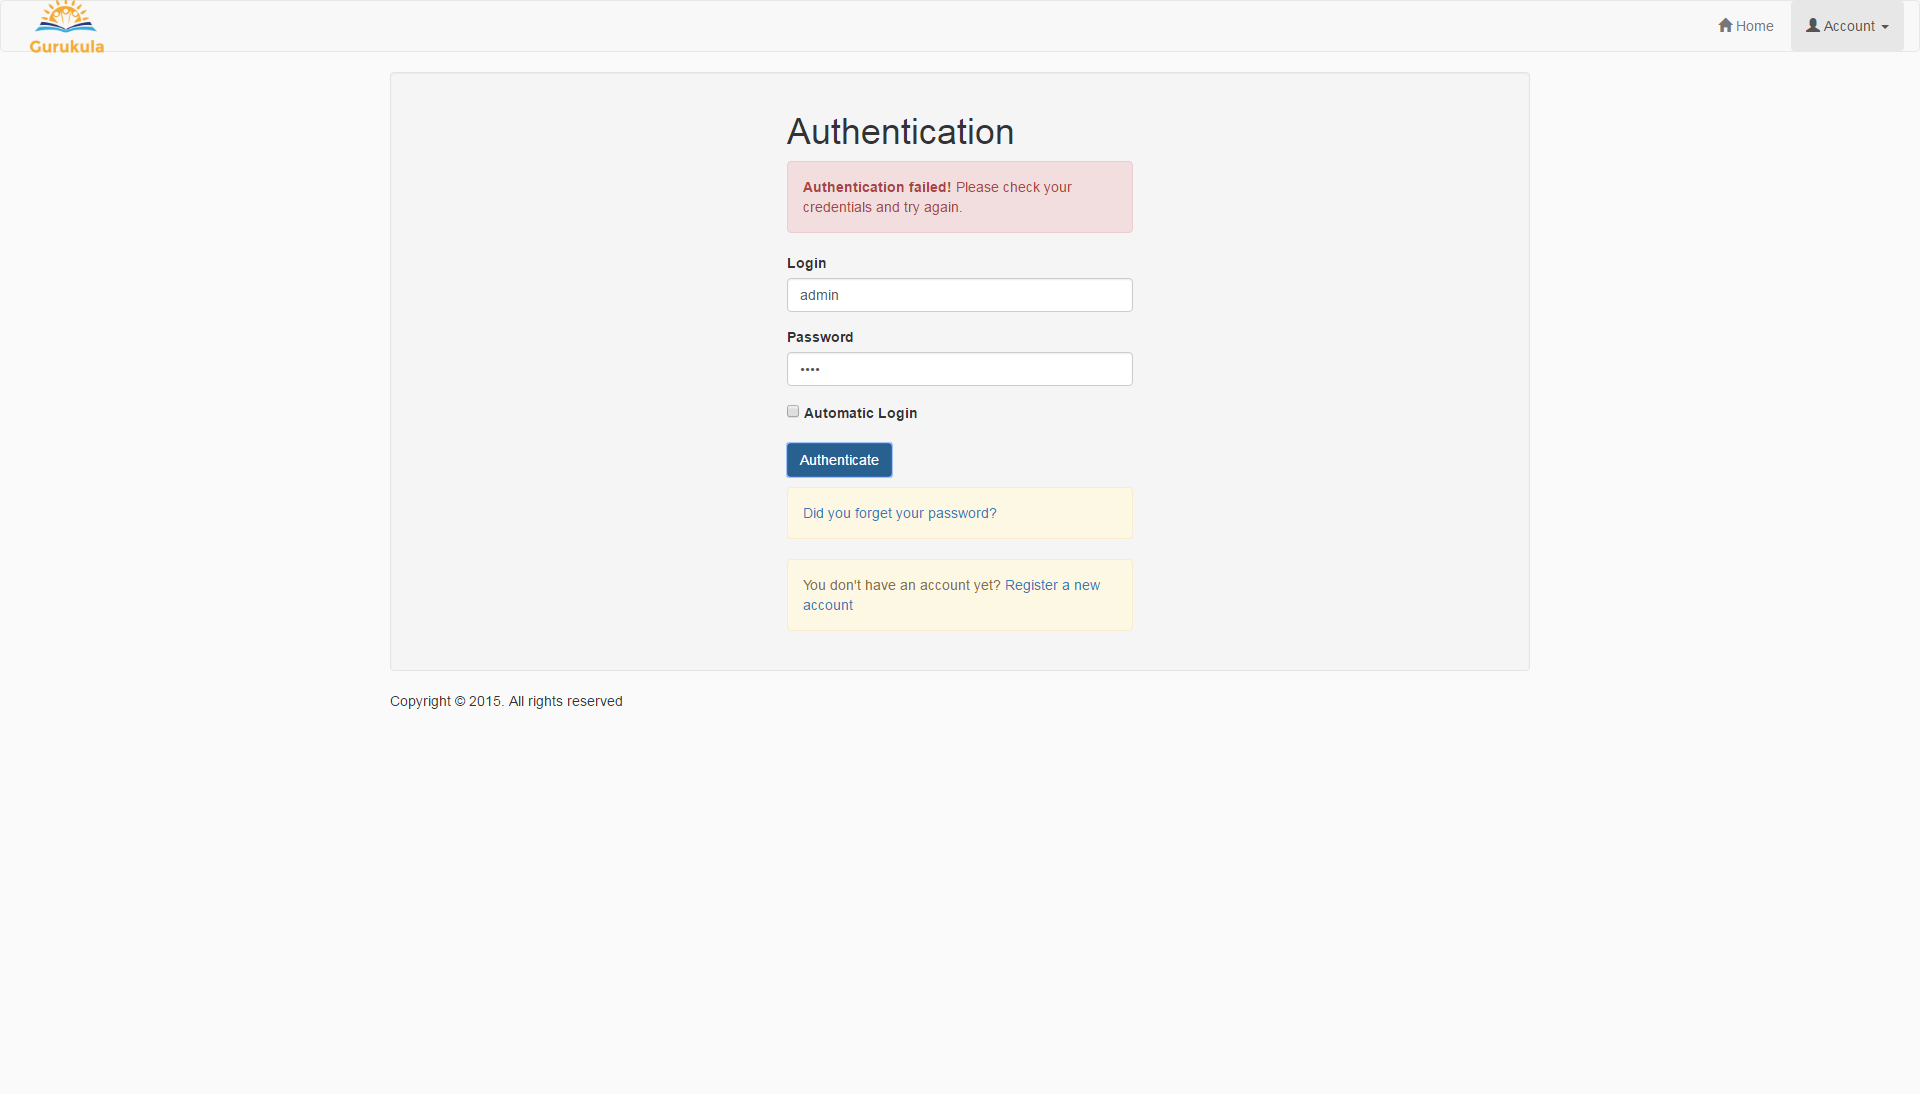 Gurukula
Home
Account
Authentication
Authentication failed! Please check your
credentials and try again.
Login
admin
Password
••••
Automatic Login
Authenticate
Did you forget your password?
You don't have an account yet? Register a new
account
Copyright © 2015. All rights reserved